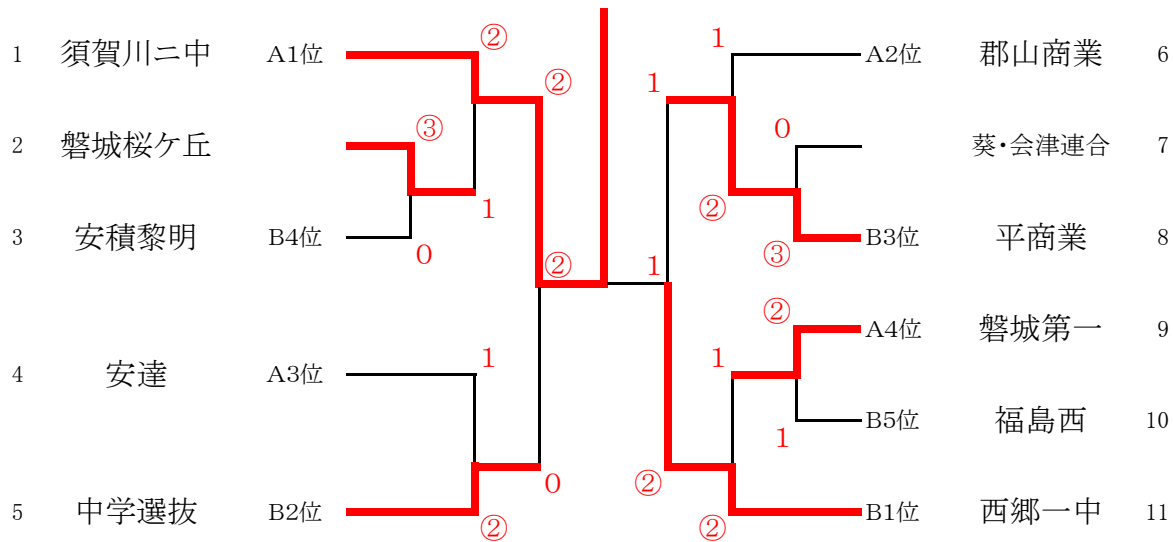 1 須賀川二中 A1位 ② ② 1 1 A2位 郡山商業 6
2 磐城桜ケ丘 ③ 0 葵・会津連合 7
3 安積黎明 B4位 0 1 ② ③ B3位 平商業 8
② 1
② A4位 磐城第一 9
4 安達 A3位 1 1
1 B5位 福島西 10
0 ②
5 中学選抜 B2位 ② ② B1位 西郷一中 11